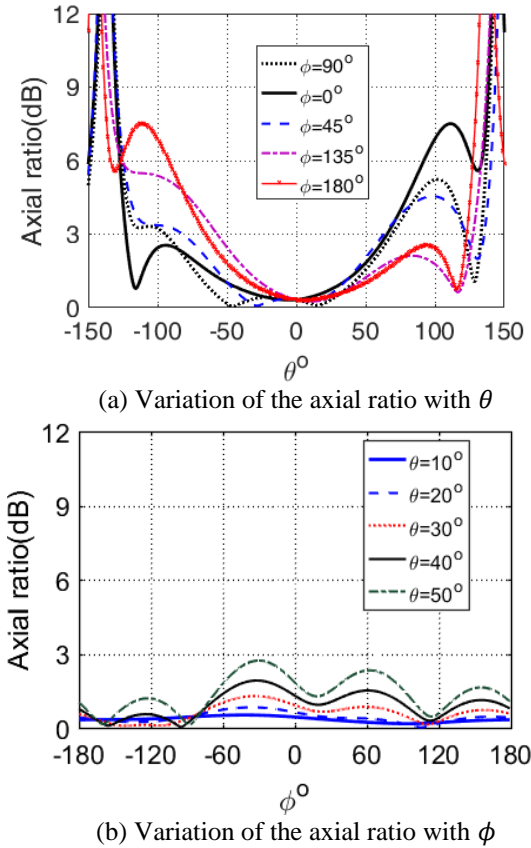 12
9
6
3
0
Axial ratio(dB)
ϕ=90°
ϕ=0°
ϕ=45°
ϕ=135°
ϕ=180°
-150 -100 -50 0 50 100 150
θ°
(a) Variation of the axial ratio with θ
12
9
6
3
0
Axial ratio(dB)
θ=10°
θ=20°
θ=30°
θ=40°
θ=50°
-180 -120 -60 0 60 120 180
ϕ°
(b) Variation of the axial ratio with ϕ